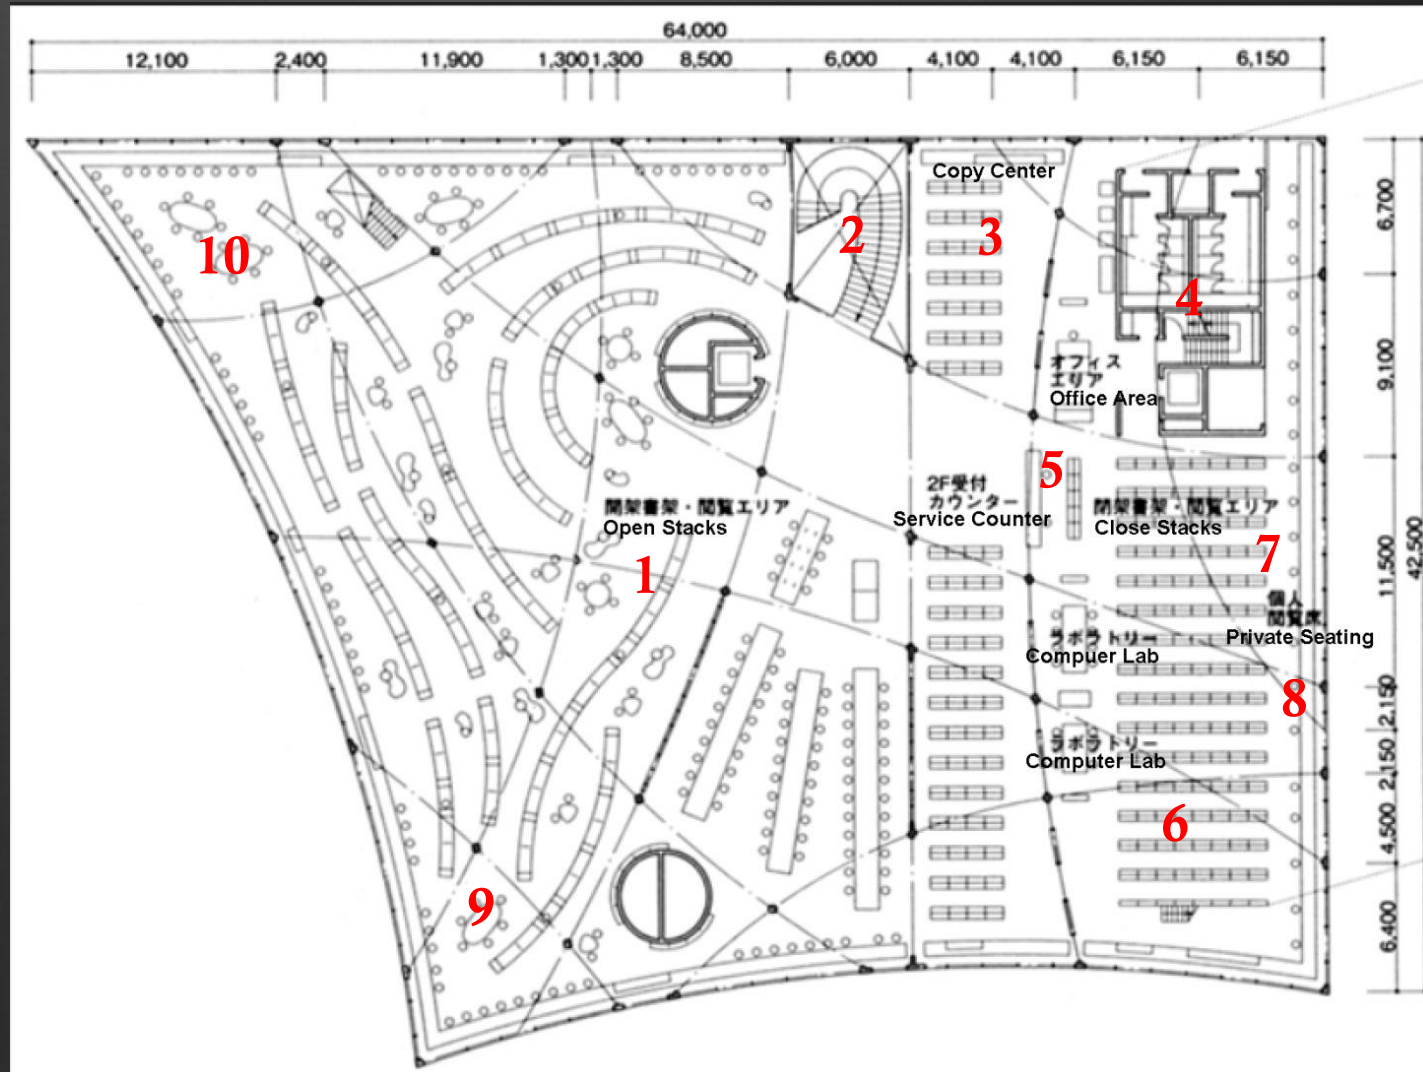 64,000
12,100 2,400 11,900 1,300 1,300 8,500 6,000 4,100 4,100 6,150 6,150
Copy Center
6,700
2
3
10
4
9,100
オフィス
エリア
Office Area
5
2F受付
カウンター
Service Counter
開架書架・閲覧エリア
Open Stacks
閉架書架・閲覧エリア
Close Stacks
1
7
11,500
42,500
個人
閲覧席
Private Seating
ラボラトリー
Compuer Lab
8
2,150
ラボラトリー
Computer Lab
2,150
6
4,500
9
6,400